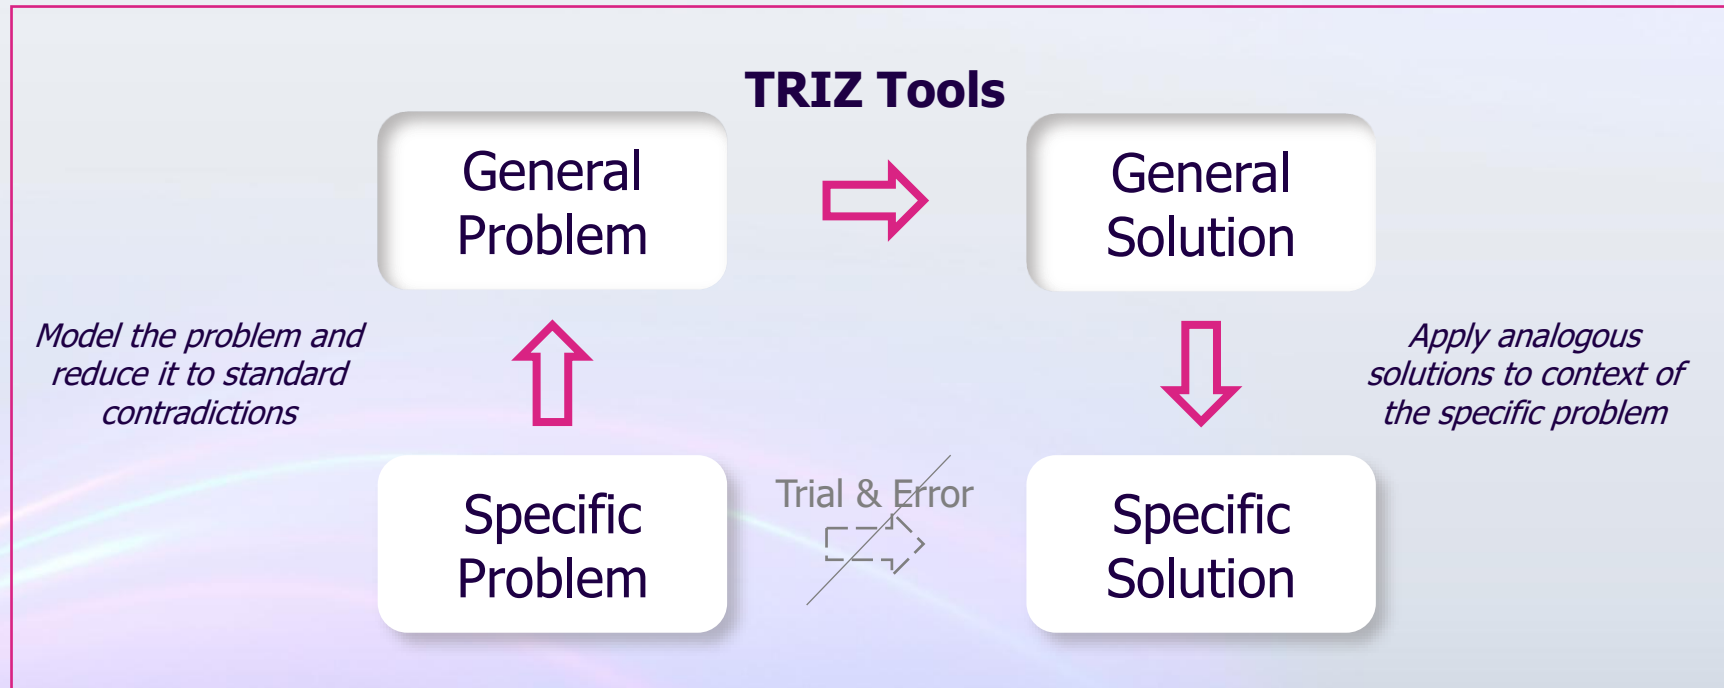 TRIZ Tools
General
Problem
General
Solution
Model the problem and
reduce it to standard
contradictions
Apply analogous
solutions to context of
the specific problem
Specific
Problem
Trial & Error
Specific
Solution